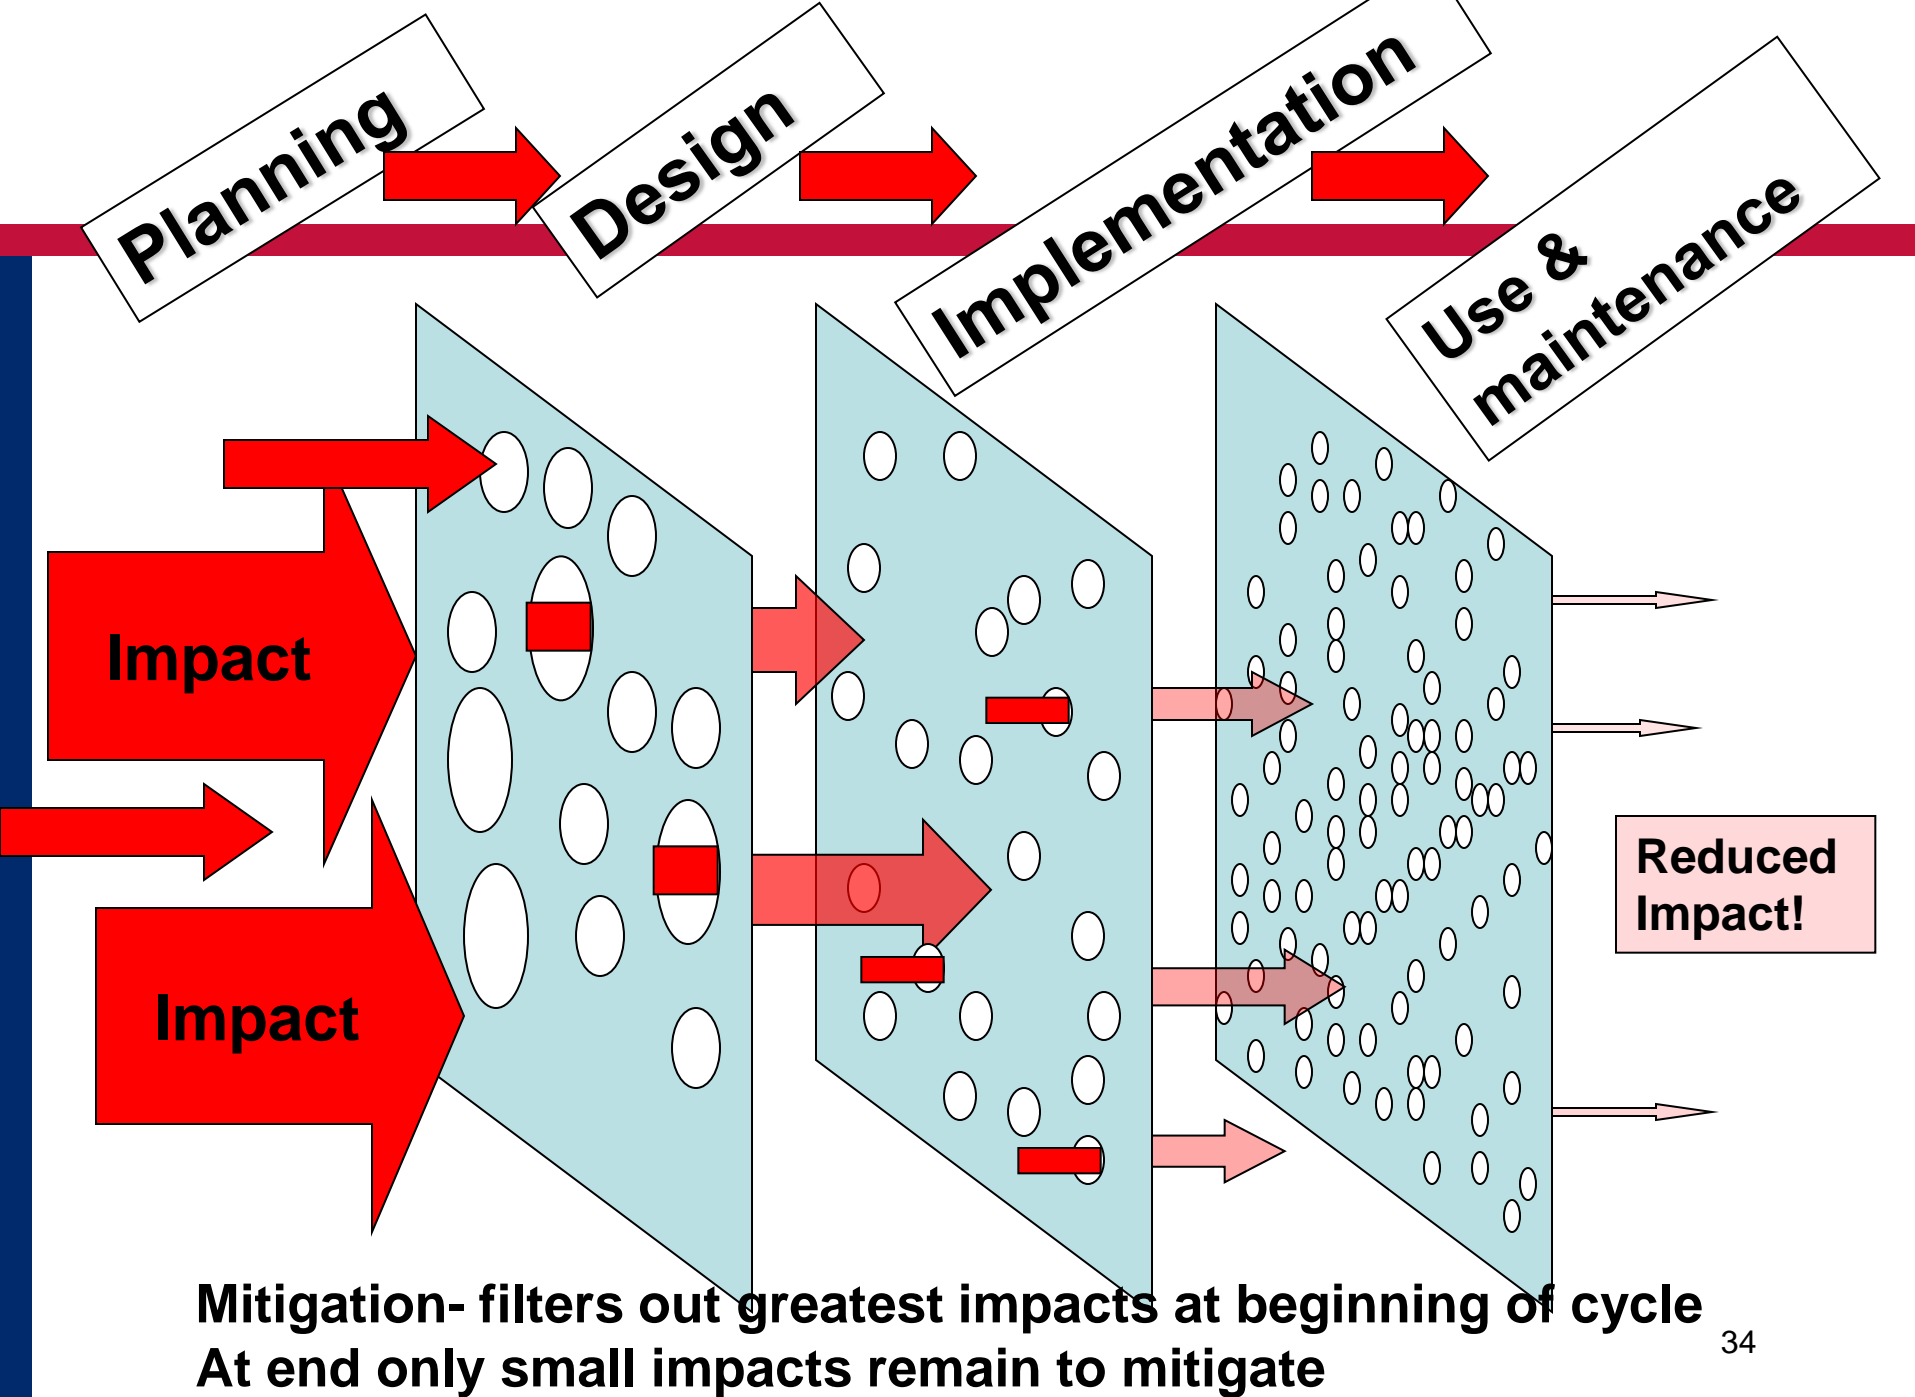 Planning
Design
Implementation
Use &
maintenance
Impact
Impact
Reduced
Impact!
Mitigation- filters out greatest impacts at beginning of cycle
At end only small impacts remain to mitigate
34